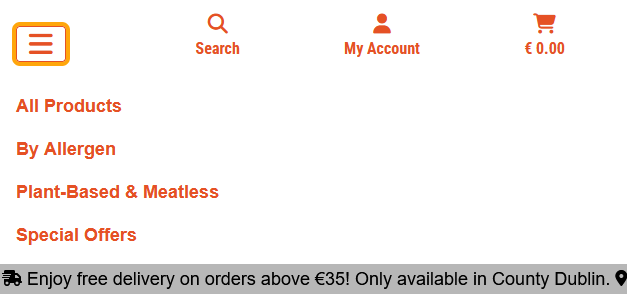 Search
My Account
€ 0.00
All Products
By Allergen
Plant-Based & Meatless
Special Offers
Enjoy free delivery on orders above €35! Only available in County Dublin.